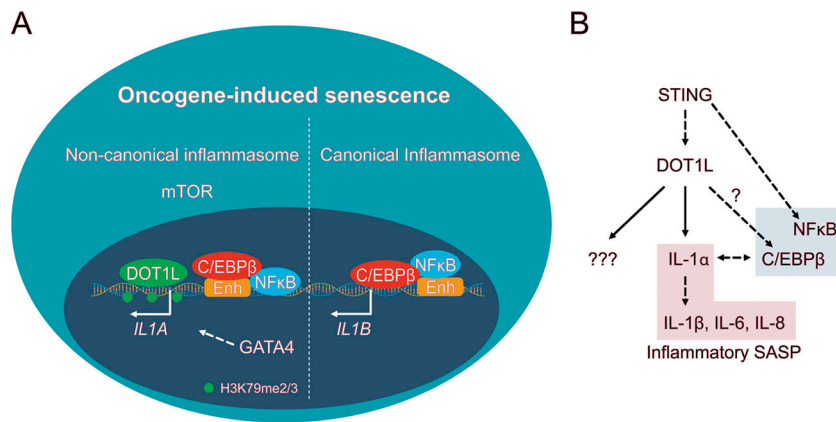 A
Oncogene-induced senescence
Non-canonical inflammasome
Canonical Inflammasome
mTOR
DOT1L
C/EBPβ
NFκB
Enh
IL1A
GATA4
H3K79me2/3
C/EBPβ
NFκB
Enh
IL1B
B
STING
DOT1L
?
NFκB
C/EBPβ
???
IL-1α
IL-1β, IL-6, IL-8
Inflammatory SASP